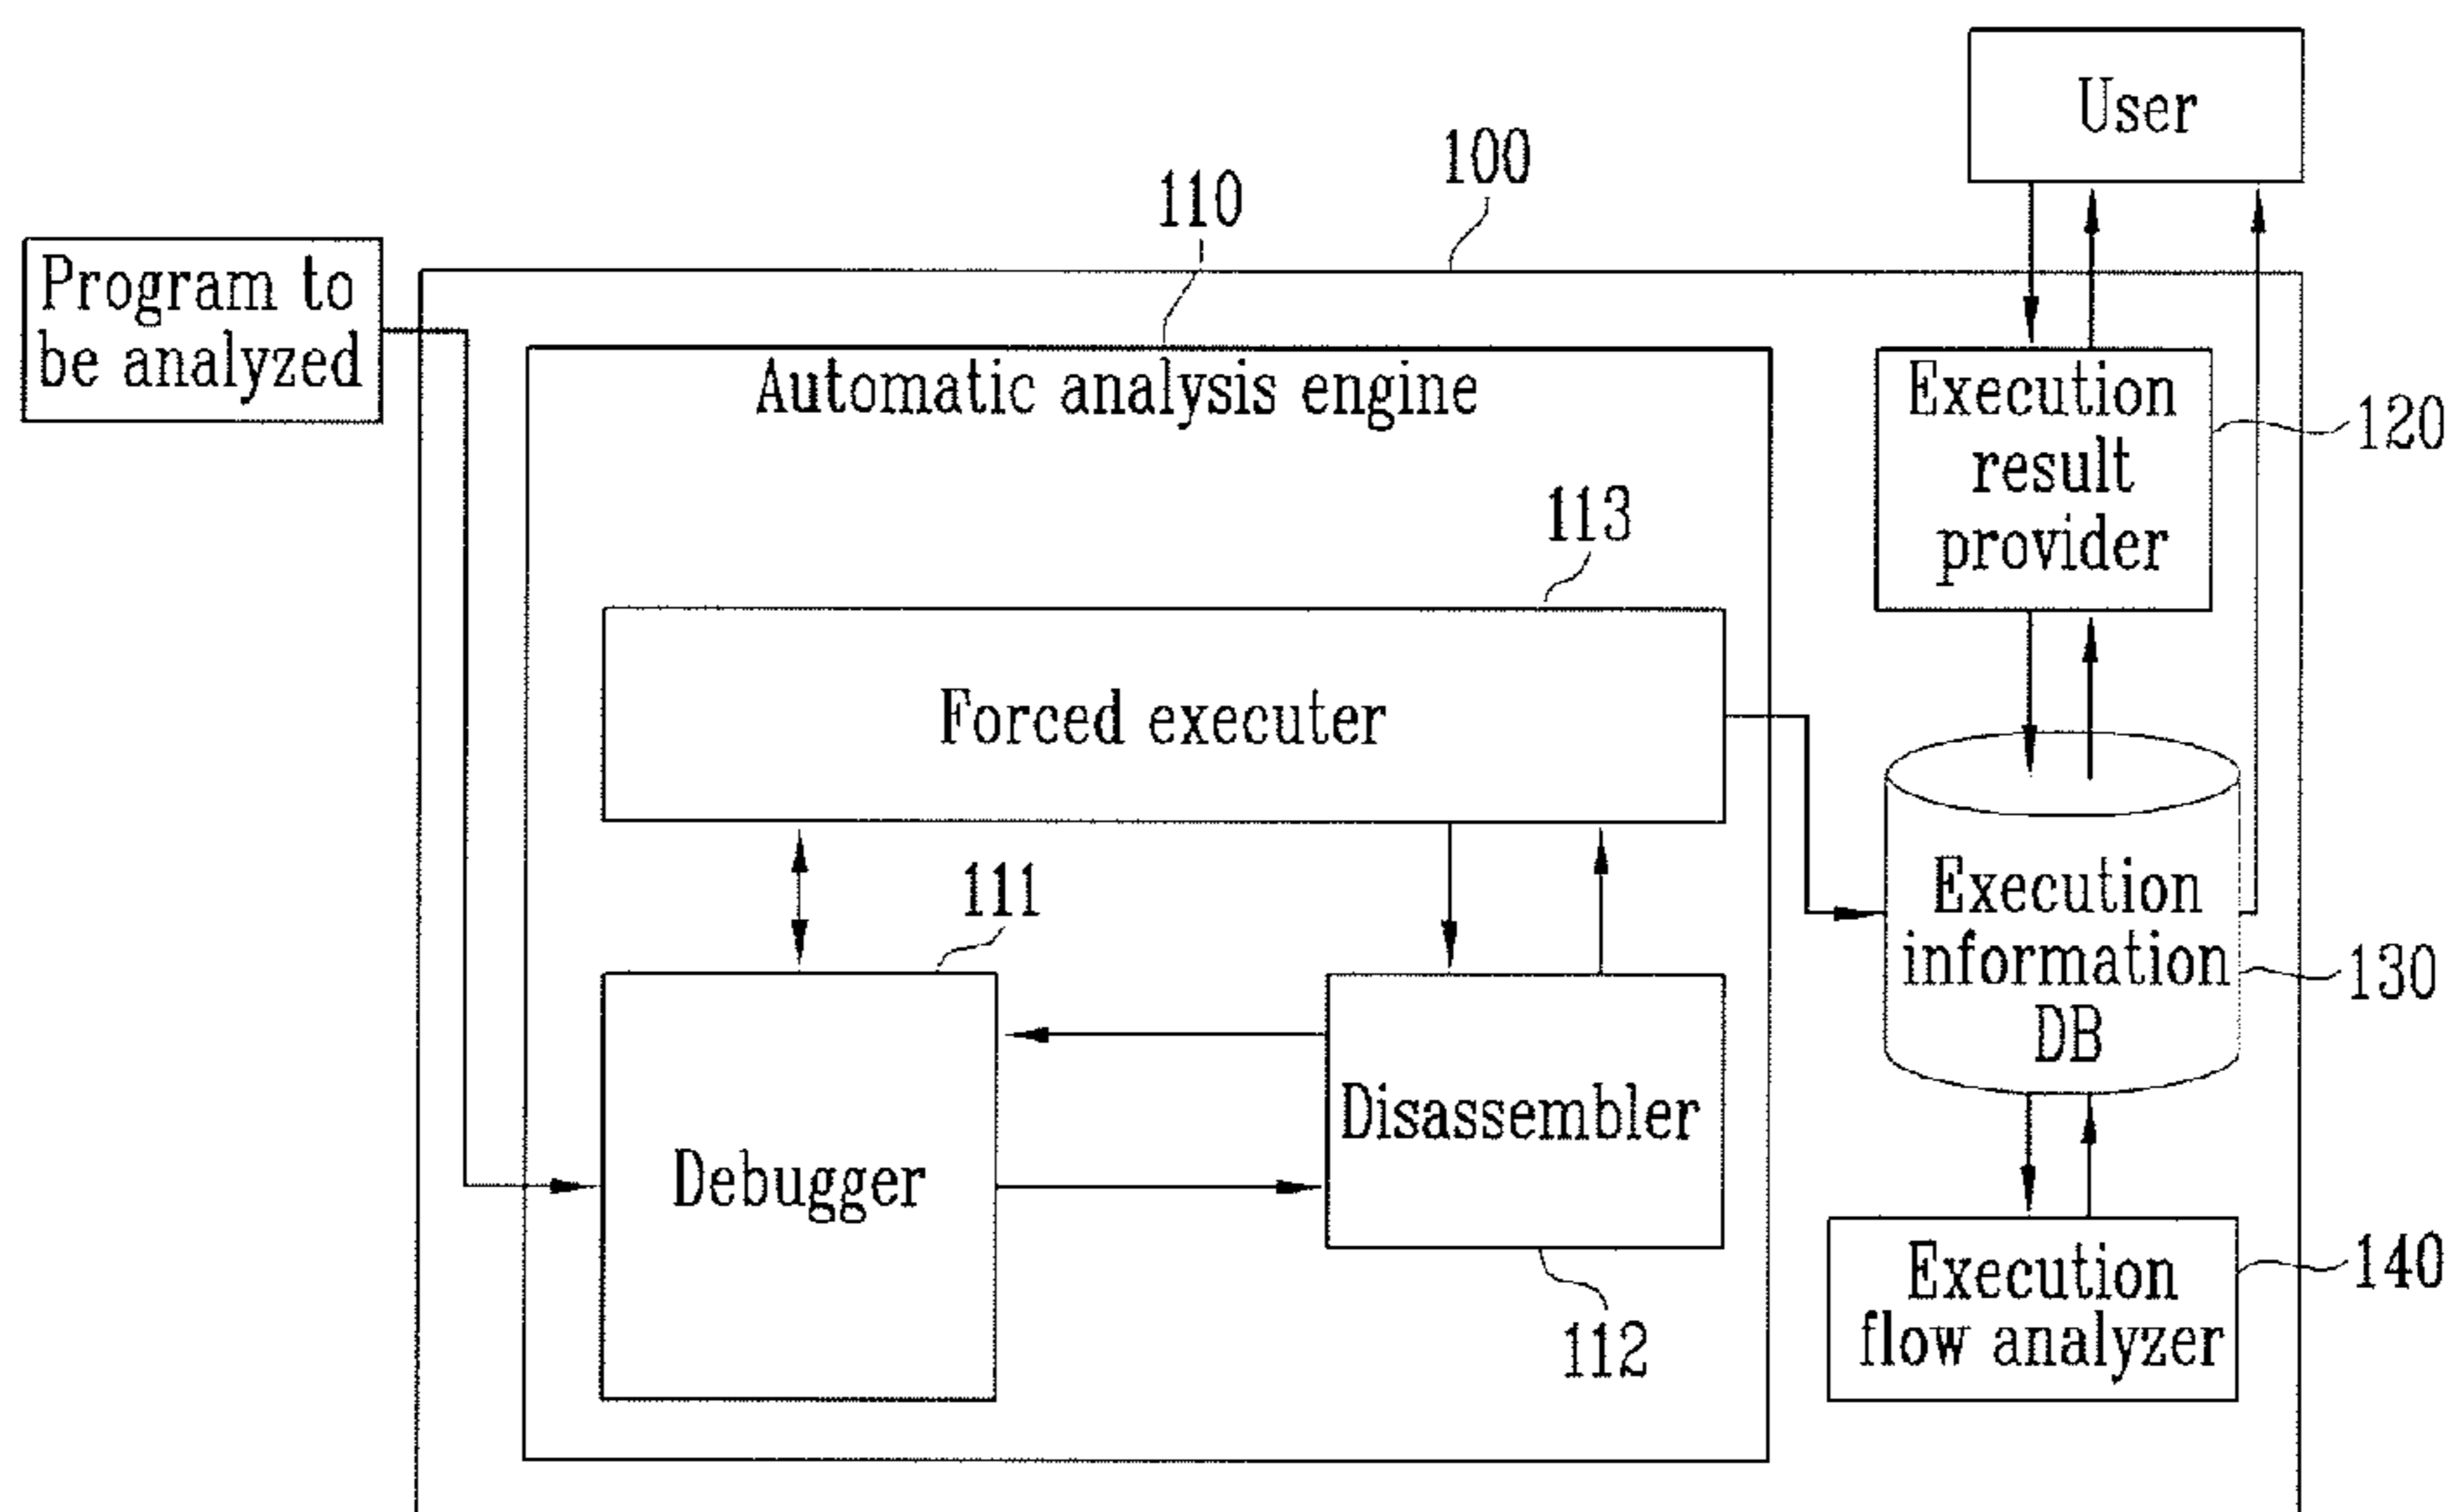 User
100
110
Program to
be analyzed
Automatic analysis engine
Execution
result
provider
120
113
Forced executer
111
Execution
information
DB
130
Disassembler
Debugger
112
Execution
flow analyzer
140